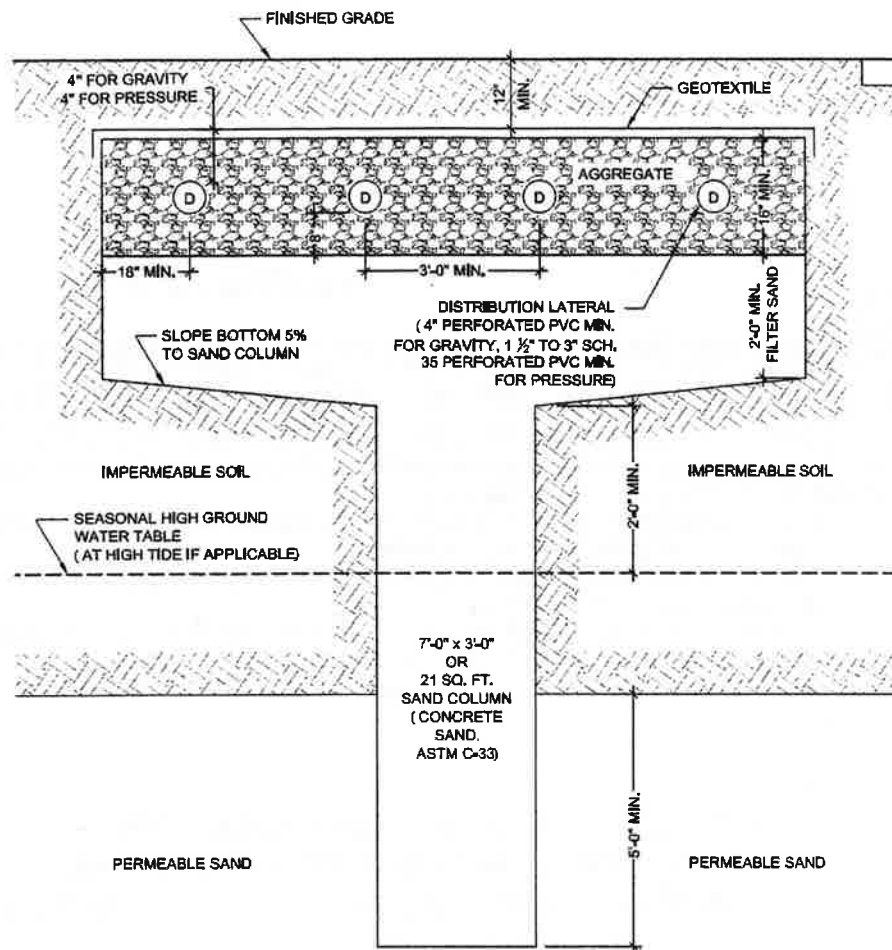 FINISHED GRADE
4" FOR GRAVITY
4" FOR PRESSURE
12"
MIN.
GEOTEXTILE
AGGREGATE
D
D
D
D
16" MIN.
8"
18" MIN.
3'-0" MIN.
DISTRIBUTION LATERAL
( 4" PERFORATED PVC MIN.
FOR GRAVITY, 1 ½" TO 3" SCH.
35 PERFORATED PVC MIN.
FOR PRESSURE)
2'-0" MIN.
FILTER SAND
SLOPE BOTTOM 5%
TO SAND COLUMN
IMPERMEABLE SOIL
IMPERMEABLE SOIL
2'-0" MIN.
SEASONAL HIGH GROUND
WATER TABLE
( AT HIGH TIDE IF APPLICABLE)
7'-0" x 3'-0"
OR
21 SQ. FT.
SAND COLUMN
( CONCRETE
SAND.
ASTM C-33)
5'-0" MIN.
PERMEABLE SAND
PERMEABLE SAND